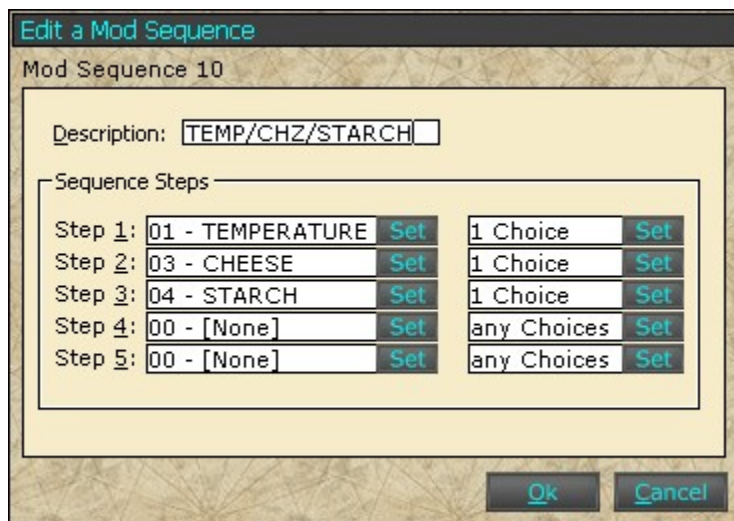 Edit a Mod Sequence
Mod Sequence 10
Description: TEMP/CHZ/STARCH
Sequence Steps
Step 1: 01 - TEMPERATURE Set 1 Choice Set
Step 2: 03 - CHEESE Set 1 Choice Set
Step 3: 04 - STARCH Set 1 Choice Set
Step 4: 00 - [None] Set any Choices Set
Step 5: 00 - [None] Set any Choices Set
Ok Cancel